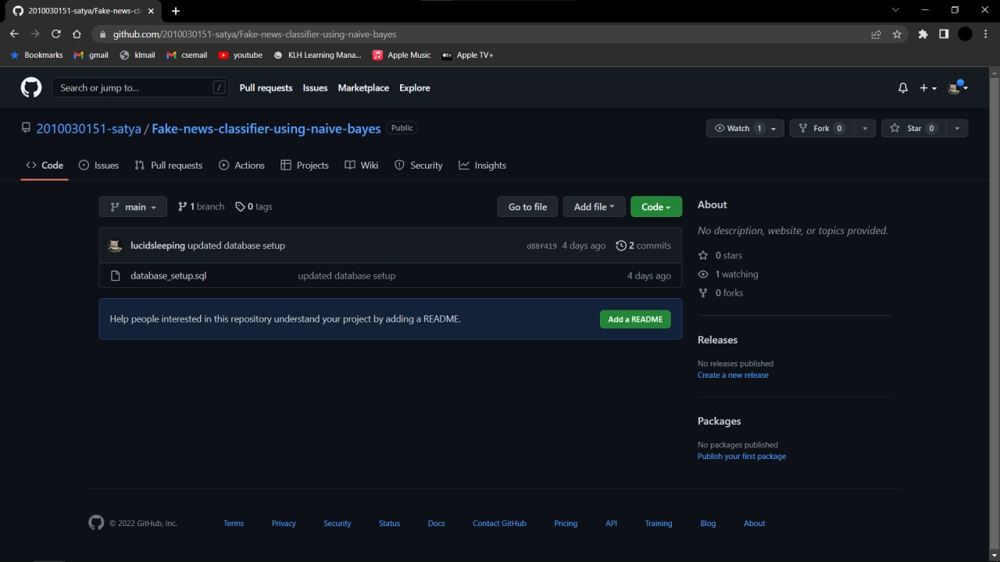 2010030151-satya/Fake-news-cla
github.com/2010030151-satya/Fake-news-classifier-using-naive-bayes
Bookmarks gmail klmail csemail youtube KLH Learning Mana... Apple Music Apple TV+
Search or jump to... / Pull requests Issues Marketplace Explore
2010030151-satya / Fake-news-classifier-using-naive-bayes Public Watch 1 Fork 0 Star 0
Code Issues Pull requests Actions Projects Wiki Security Insights
main 1 branch 0 tags Go to file Add file Code
lucidsleeping updated database setup d88f419 4 days ago 2 commits
database_setup.sql updated database setup 4 days ago
Help people interested in this repository understand your project by adding a README. Add a README
About
No description, website, or topics provided.
0 stars
1 watching
0 forks
Releases
No releases published
Create a new release
Packages
No packages published
Publish your first package
© 2022 GitHub, Inc. Terms Privacy Security Status Docs Contact GitHub Pricing API Training Blog About